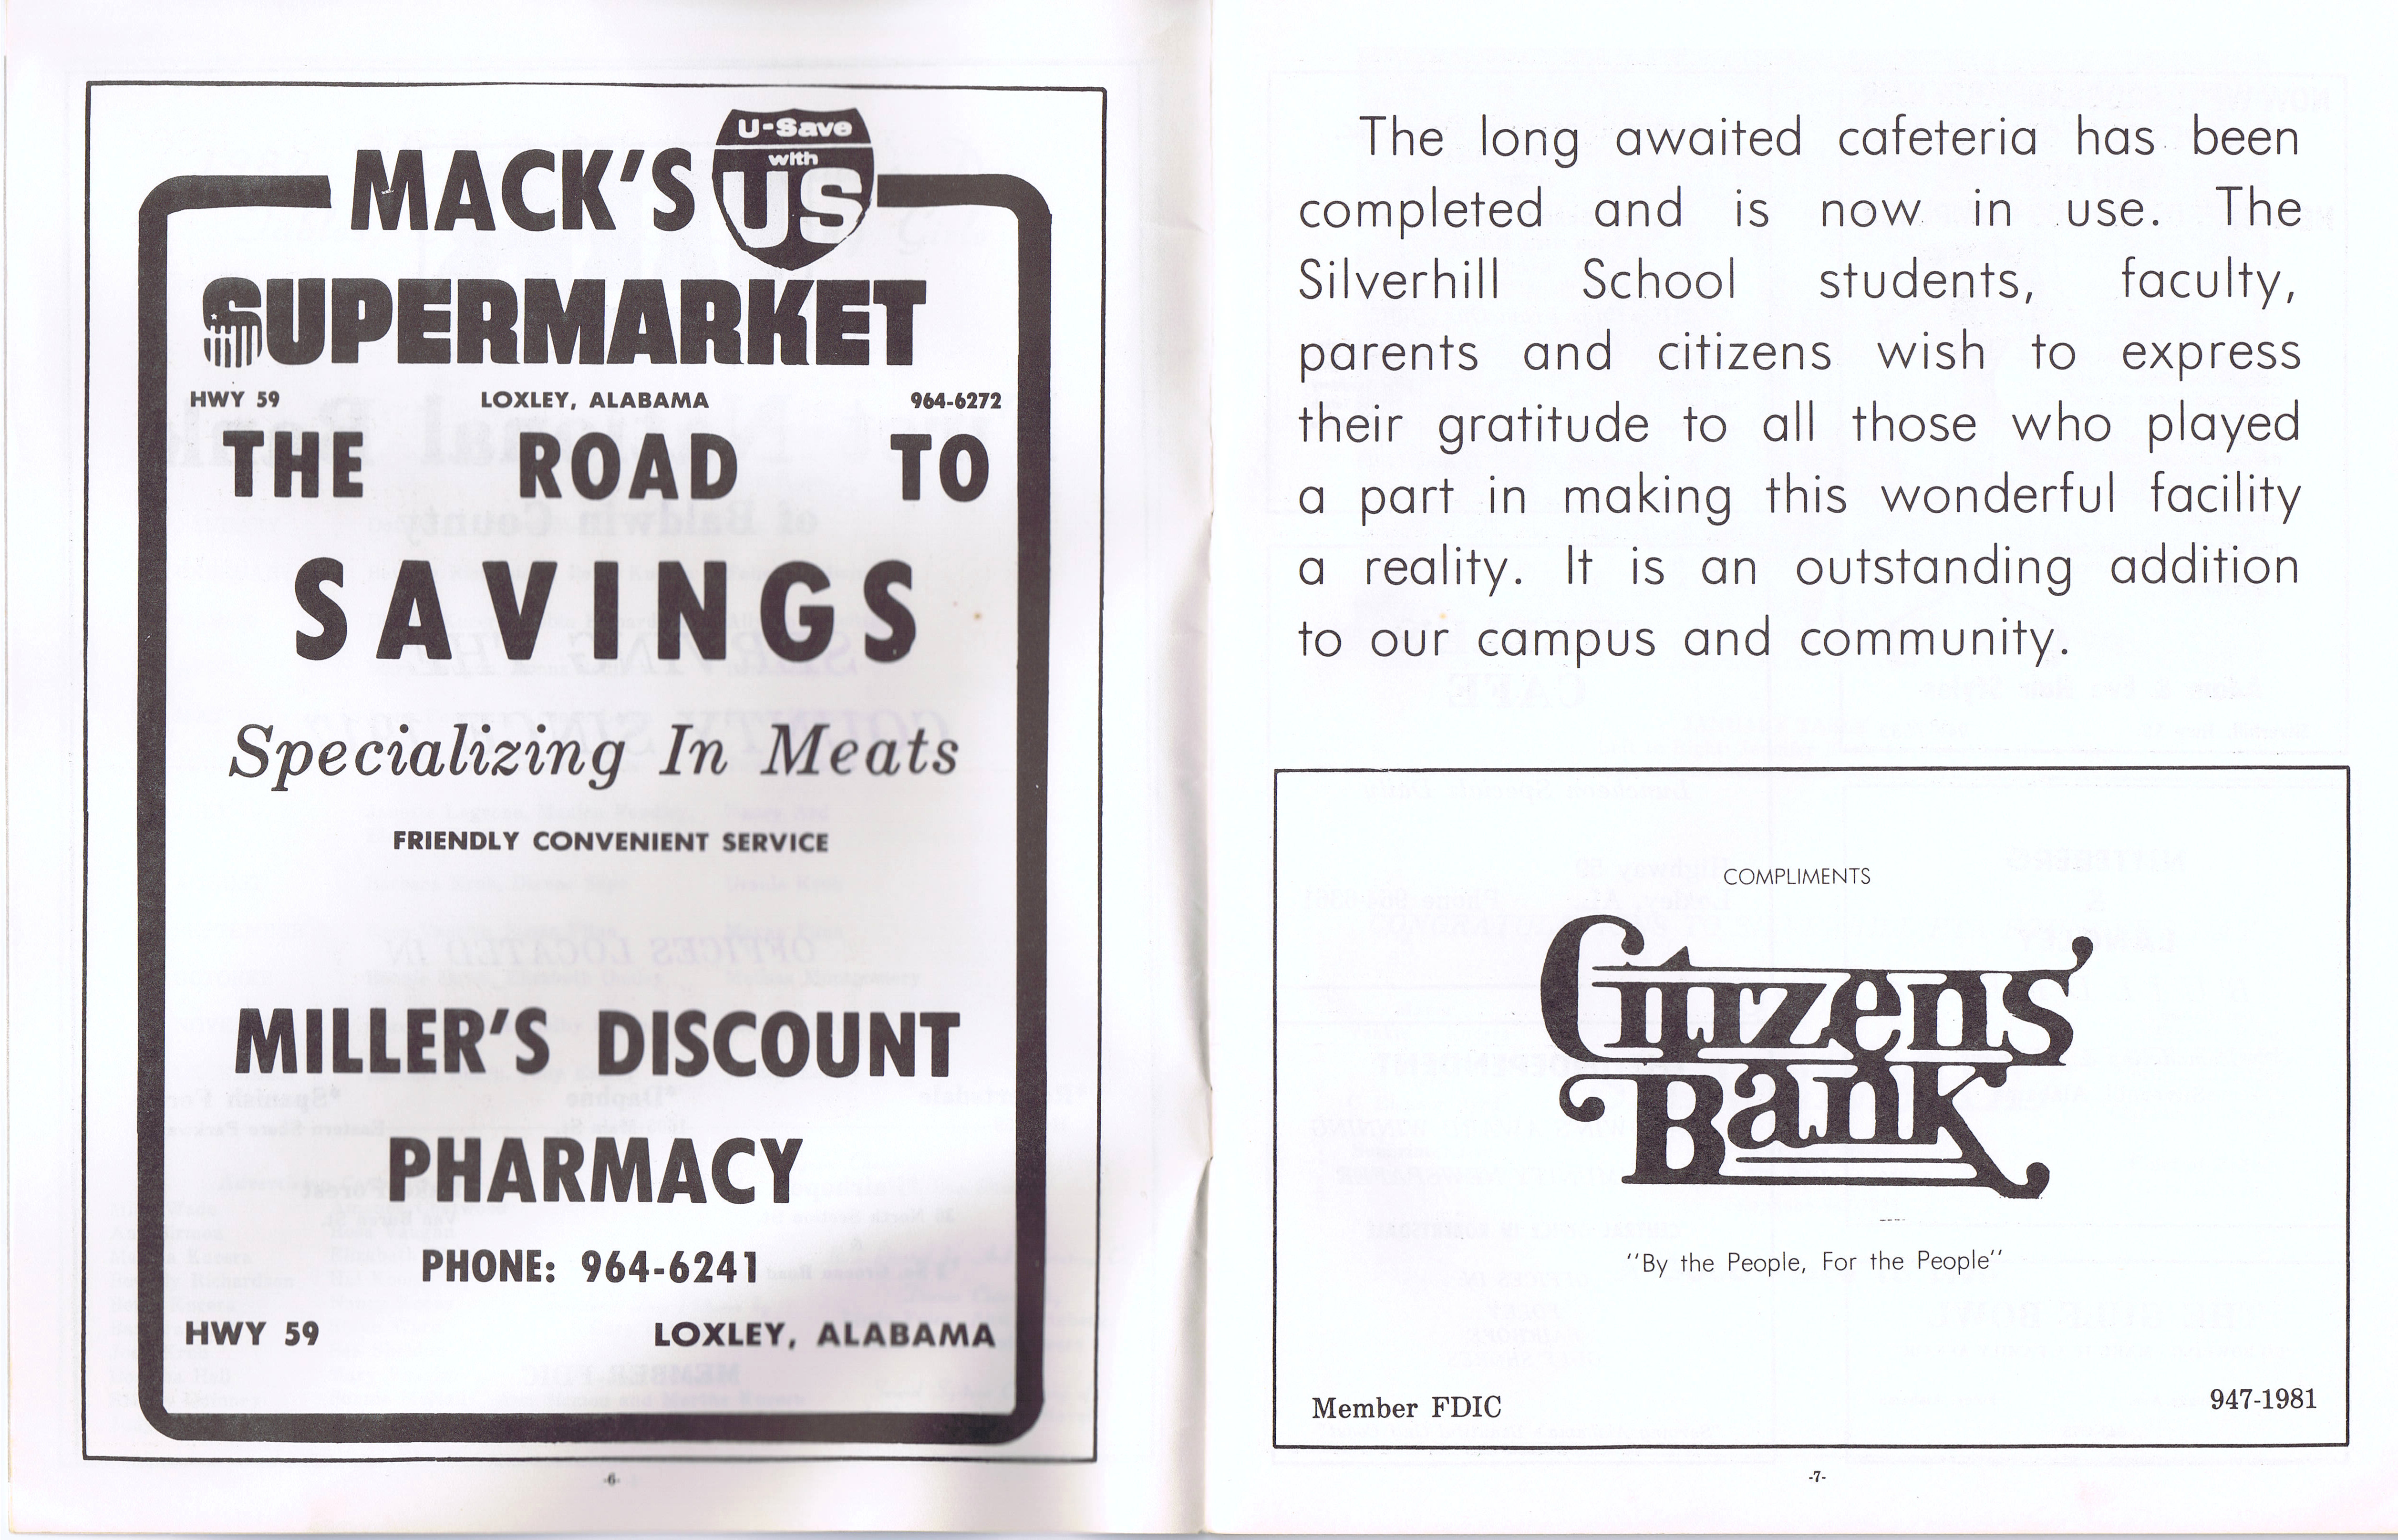 MACK'S
U-Save
with
US
SUPERMARKET
HWY 59 LOXLEY, ALABAMA 964-6272
THE ROAD TO
SAVINGS
Specializing In Meats
FRIENDLY CONVENIENT SERVICE
MILLER'S DISCOUNT
PHARMACY
PHONE: 964-6241
HWY 59 LOXLEY, ALABAMA
-6-
The long awaited cafeteria has been
completed and is now in use. The
Silverhill School students, faculty,
parents and citizens wish to express
their gratitude to all those who played
a part in making this wonderful facility
a reality. It is an outstanding addition
to our campus and community.
COMPLIMENTS
Citizens'
Bank
"By the People, For the People"
Member FDIC 947-1981
-7-